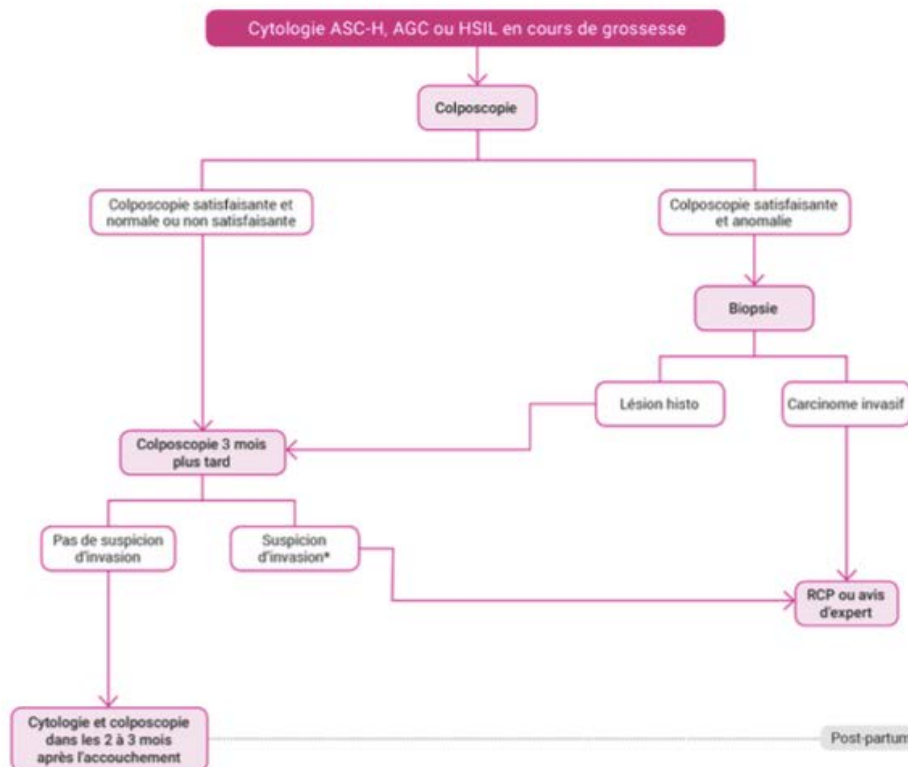 Cytologie ASC-H, AGC ou HSIL en cours de grossesse
Colposcopie
Colposcopie satisfaisante et
normale ou non satisfaisante
Colposcopie satisfaisante
et anomalie
Biopsie
Lésion histo
Carcinome invasif
Colposcopie 3 mois
plus tard
Pas de suspicion
d'invasion
Suspicion
d'invasion*
RCP ou avis
d'expert
Cytologie et colposcopie
dans les 2 à 3 mois
après l'accouchement
Post-partum